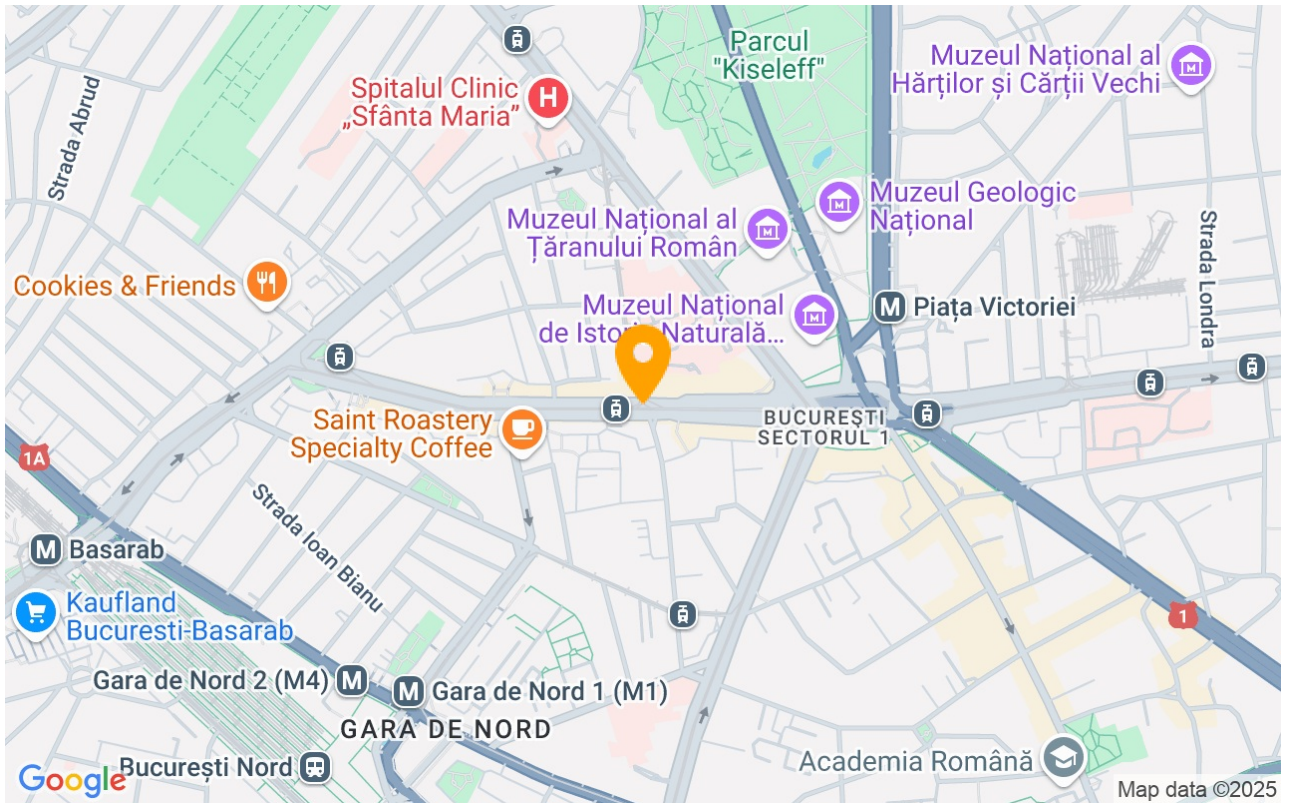 Parcul
"Kiseleff"
Muzeul Național al
Hărților și Cărții Vechi
Spitalul Clinic
„Sfânta Maria”
H
Strada Abrud
Muzeul Geologic
Național
Muzeul Național al
Țăranului Român
Strada Londra
Cookies & Friends
Muzeul Național
de Istorie Naturală...
M Piața Victoriei
Saint Roastery
Specialty Coffee
BUCUREȘTI
SECTORUL 1
1A
Strada Ioan Bianu
M Basarab
Kaufland
Bucuresti-Basarab
1
Gara de Nord 2 (M4) M
M Gara de Nord 1 (M1)
GARA DE NORD
București Nord
Academia Română
Google
Map data ©2025